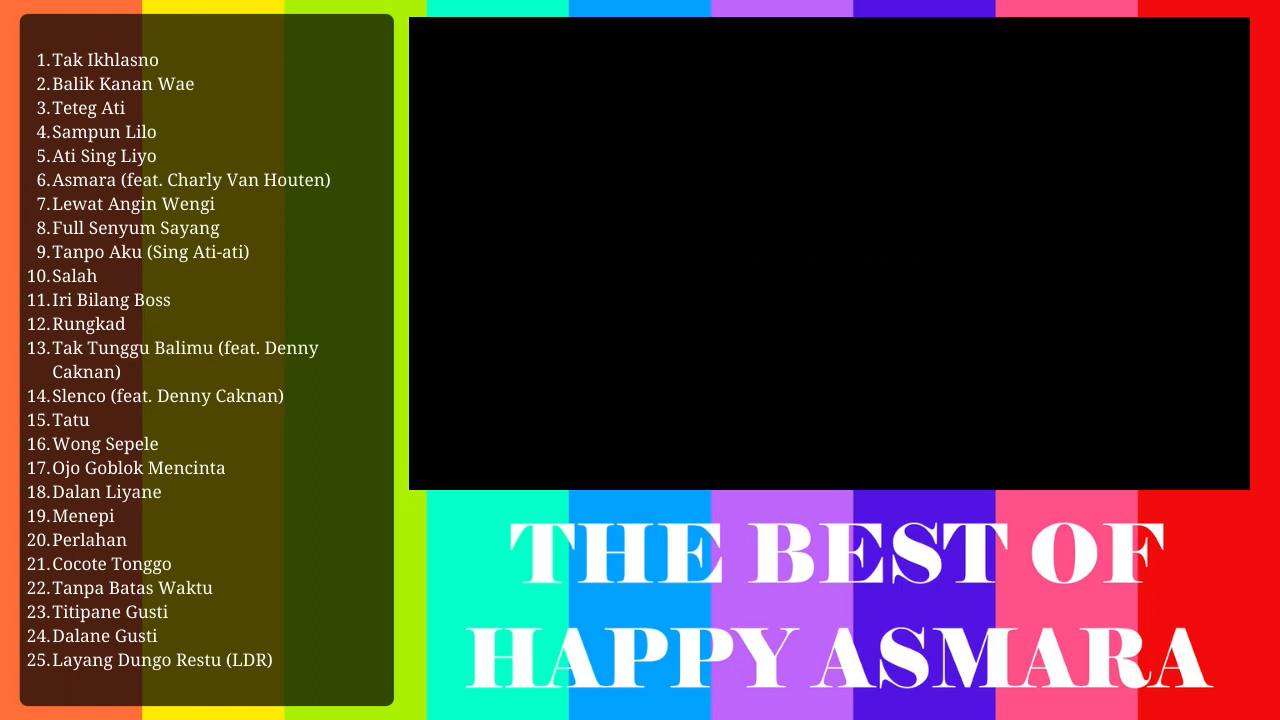 1. Tak Ikhlasno
2. Balik Kanan Wae
3. Teteg Ati
4. Sampun Lilo
5. Ati Sing Liyo
6. Asmara (feat. Charly Van Houten)
7. Lewat Angin Wengi
8. Full Senyum Sayang
9. Tanpo Aku (Sing Ati-ati)
10. Salah
11. Iri Bilang Boss
12. Rungkad
13. Tak Tunggu Balimu (feat. Denny
Caknan)
14. Slenco (feat. Denny Caknan)
15. Tatu
16. Wong Sepele
17. Ojo Goblok Mencinta
18. Dalan Liyane
19. Menepi
20. Perlahan
21. Cocote Tonggo
22. Tanpa Batas Waktu
23. Titipane Gusti
24. Dalane Gusti
25. Layang Dungo Restu (LDR)
THE BEST OF
HAPPY ASMARA